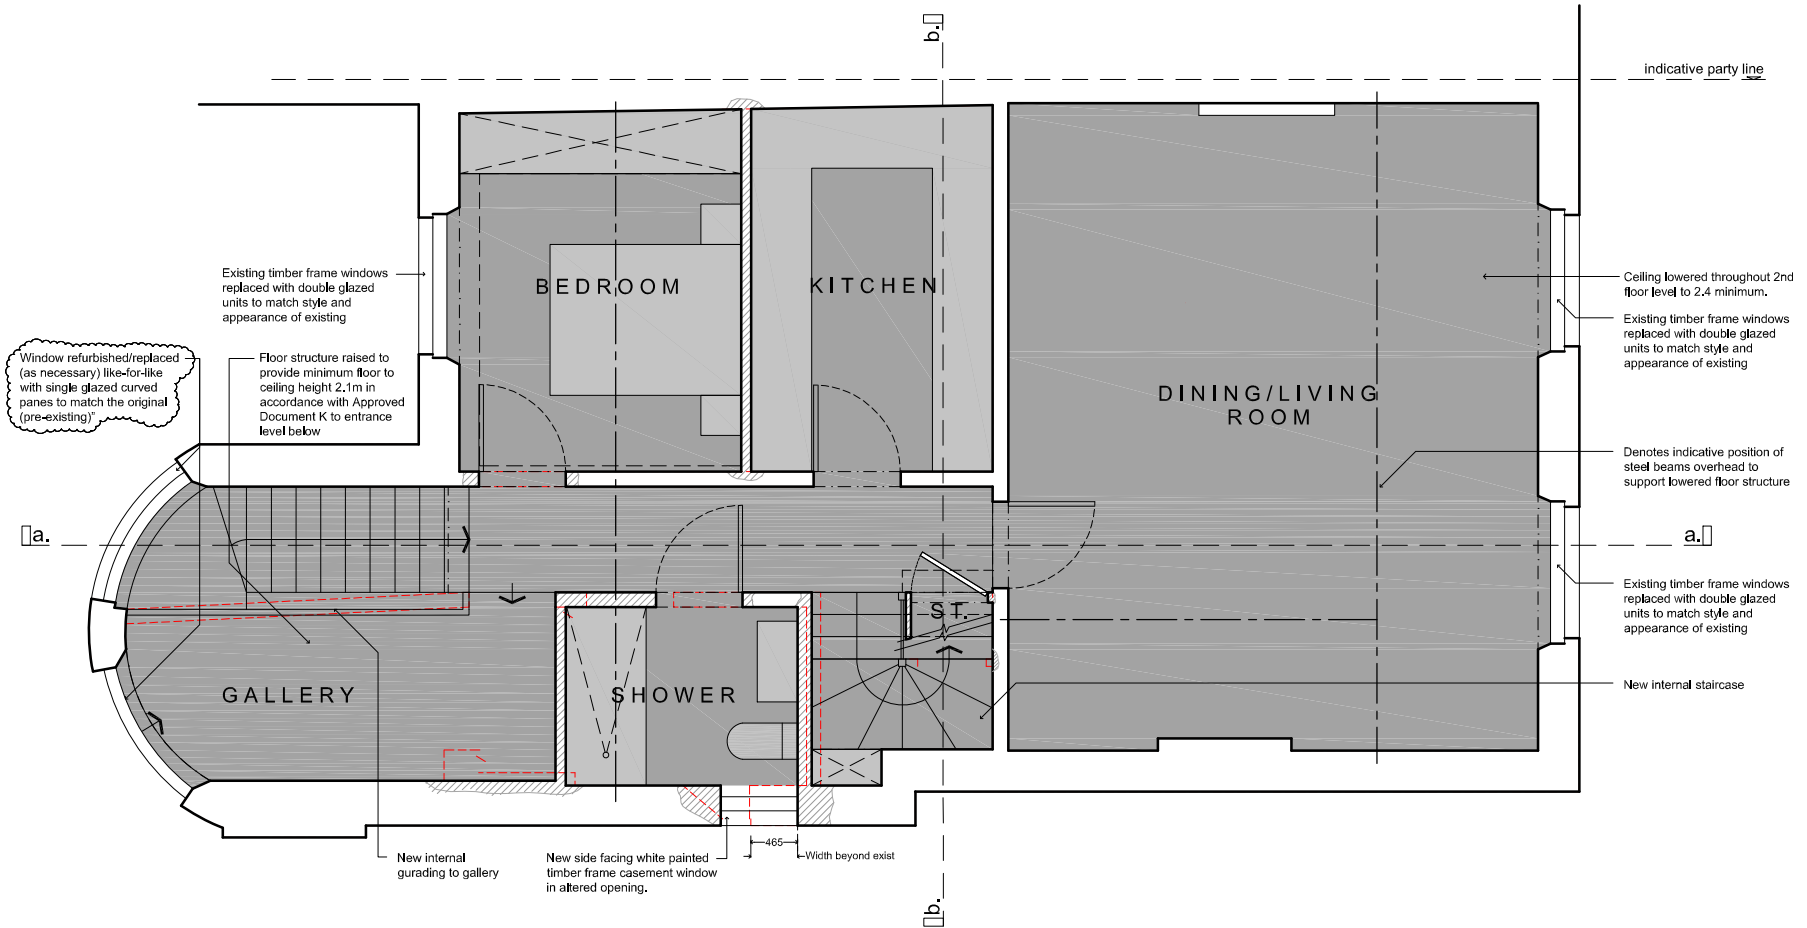 b.
indicative party line
Existing timber frame windows
replaced with double glazed
units to match style and
appearance of existing
BEDROOM
KITCHEN
Ceiling lowered throughout 2nd
floor level to 2.4 minimum.
Existing timber frame windows
replaced with double glazed
units to match style and
appearance of existing
Window refurbished/replaced
(as necessary) like-for-like
with single glazed curved
panes to match the original
(pre-existing)"
Floor structure raised to
provide minimum floor to
ceiling height 2.1m in
accordance with Approved
Document K to entrance
level below
DINING/LIVING
ROOM
Denotes indicative position of
steel beams overhead to
support lowered floor structure
a.
a.
Existing timber frame windows
replaced with double glazed
units to match style and
appearance of existing
ST.
GALLERY
SHOWER
New internal staircase
New internal
gurading to gallery
New side facing white painted
timber frame casement window
in altered opening.
465
Width beyond exist
b.